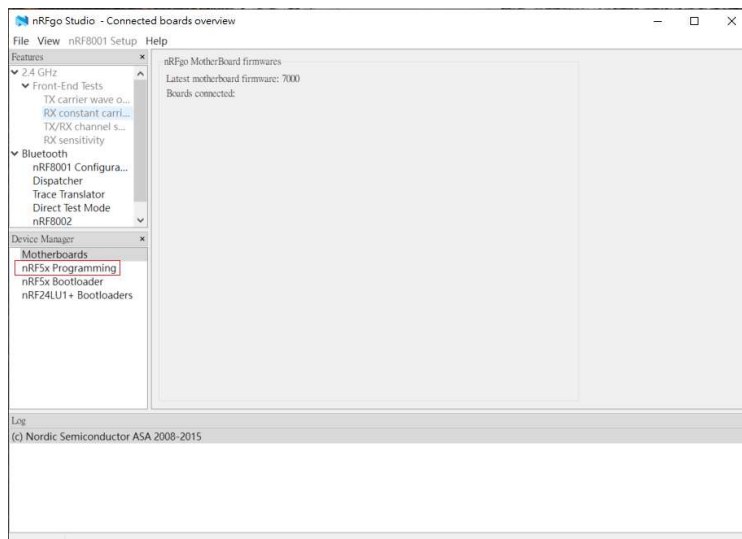 nRFgo Studio - Connected boards overview
File View nRF8001 Setup Help
Features
2.4 GHz
Front-End Tests
TX carrier wave o...
RX constant carri...
TX/RX channel s...
RX sensitivity
Bluetooth
nRF8001 Configura...
Dispatcher
Trace Translator
Direct Test Mode
nRF8002
Device Manager
Motherboards
nRF5x Programming
nRF5x Bootloader
nRF24LU1+ Bootloaders
nRFgo MotherBoard firmwares
Latest motherboard firmware: 7000
Boards connected:
Log
(c) Nordic Semiconductor ASA 2008-2015